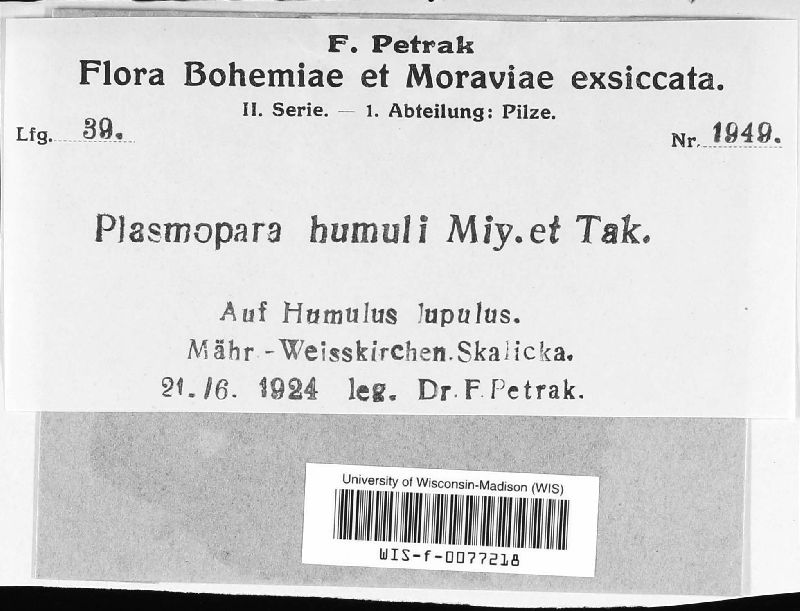 F. Petrak
Flora Bohemiae et Moraviae exsiccata.
II. Serie. — 1. Abteilung: Pilze.
Lfg. 39.
Nr. 1949.
Plasmopara humuli Miy. et Tak.
Auf Humulus lupulus.
Mähr.-Weisskirchen. Skalicka.
21./6. 1924 leg. Dr. F. Petrak.
University of Wisconsin-Madison (WIS)
WIS-f-0077218